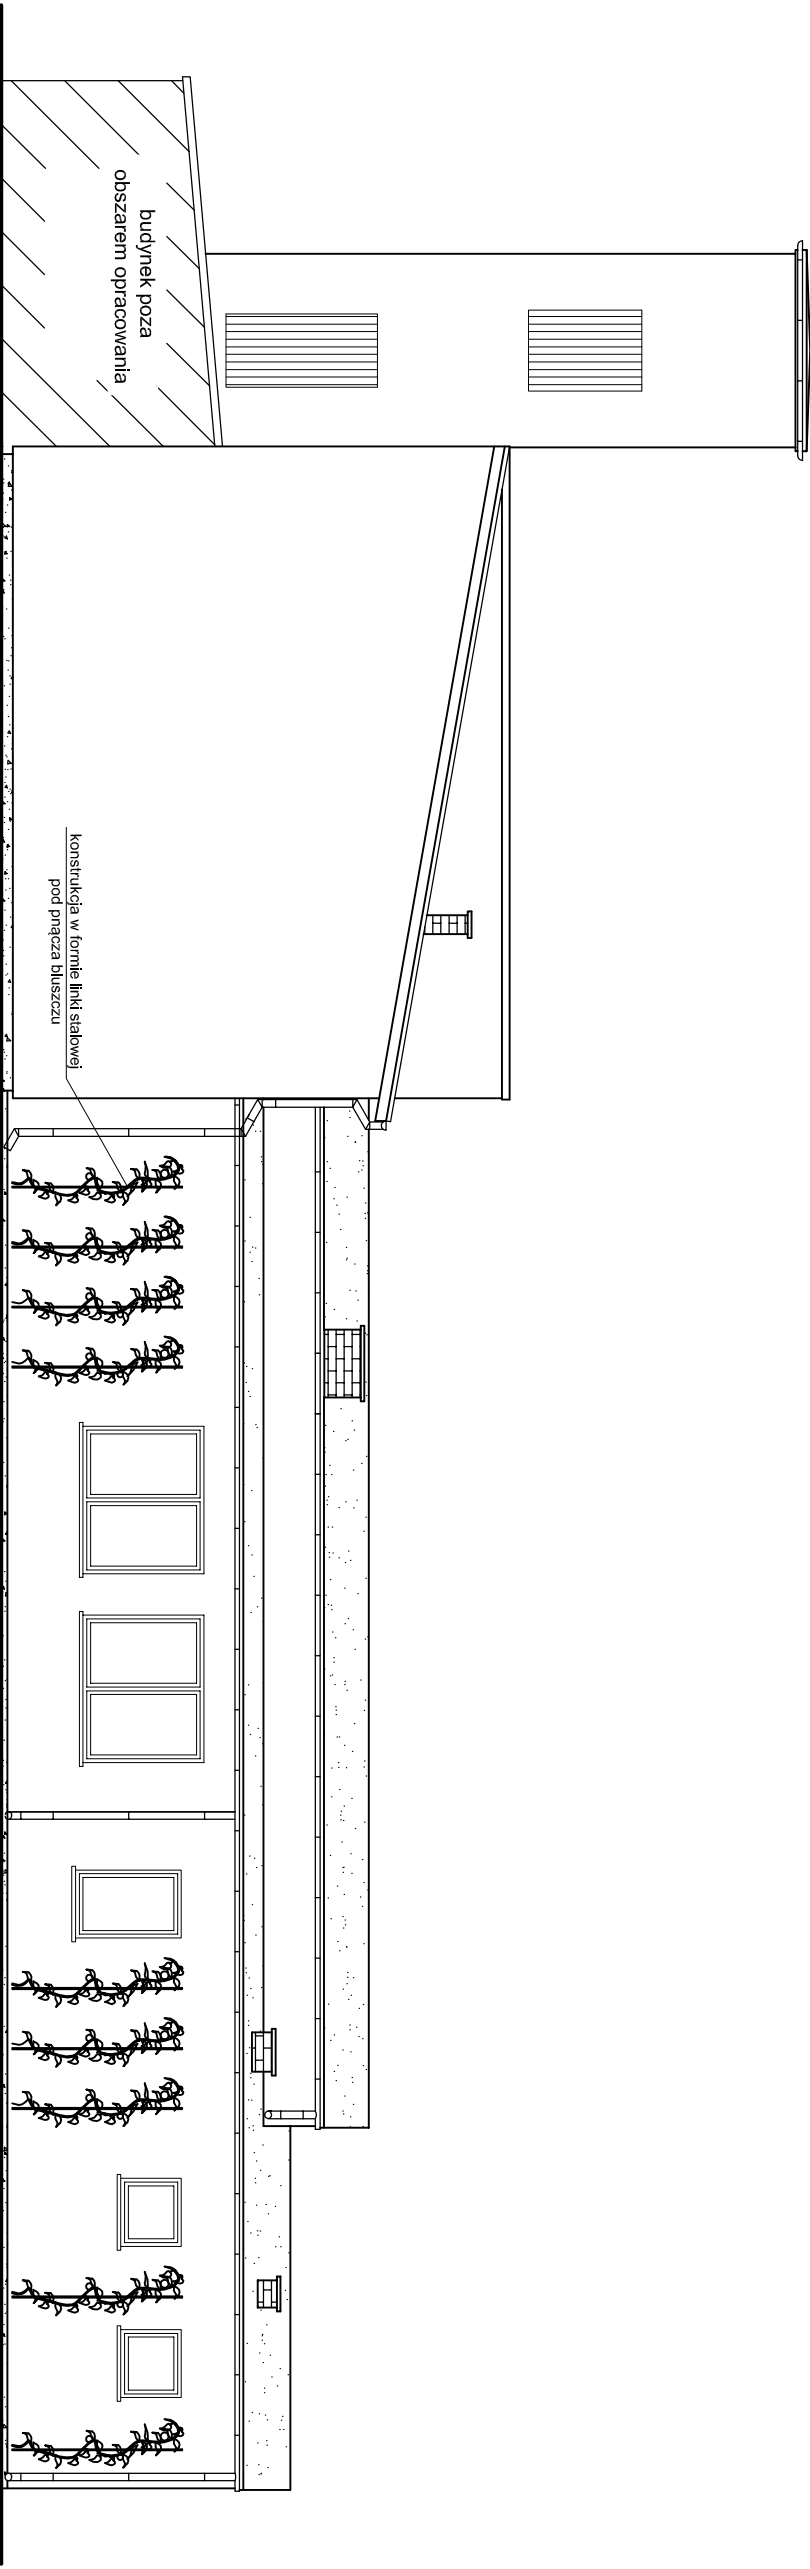 budynek poza
obszarem opracowania
konstrukcja w formie linki stalowej
pod pnącza bluszczu